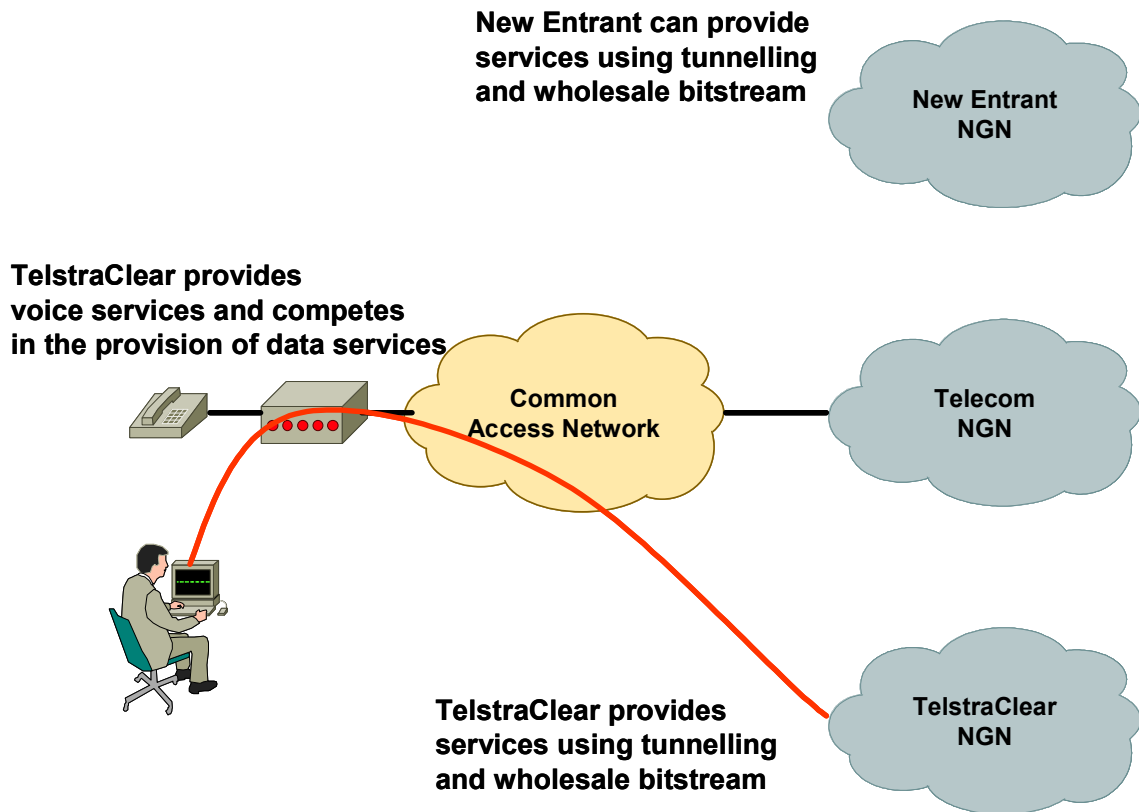 New Entrant can provide
services using tunnelling
and wholesale bitstream
New Entrant
NGN
TelstraClear provides
voice services and competes
in the provision of data services
Common
Access Network
Telecom
NGN
TelstraClear provides
services using tunnelling
and wholesale bitstream
TelstraClear
NGN